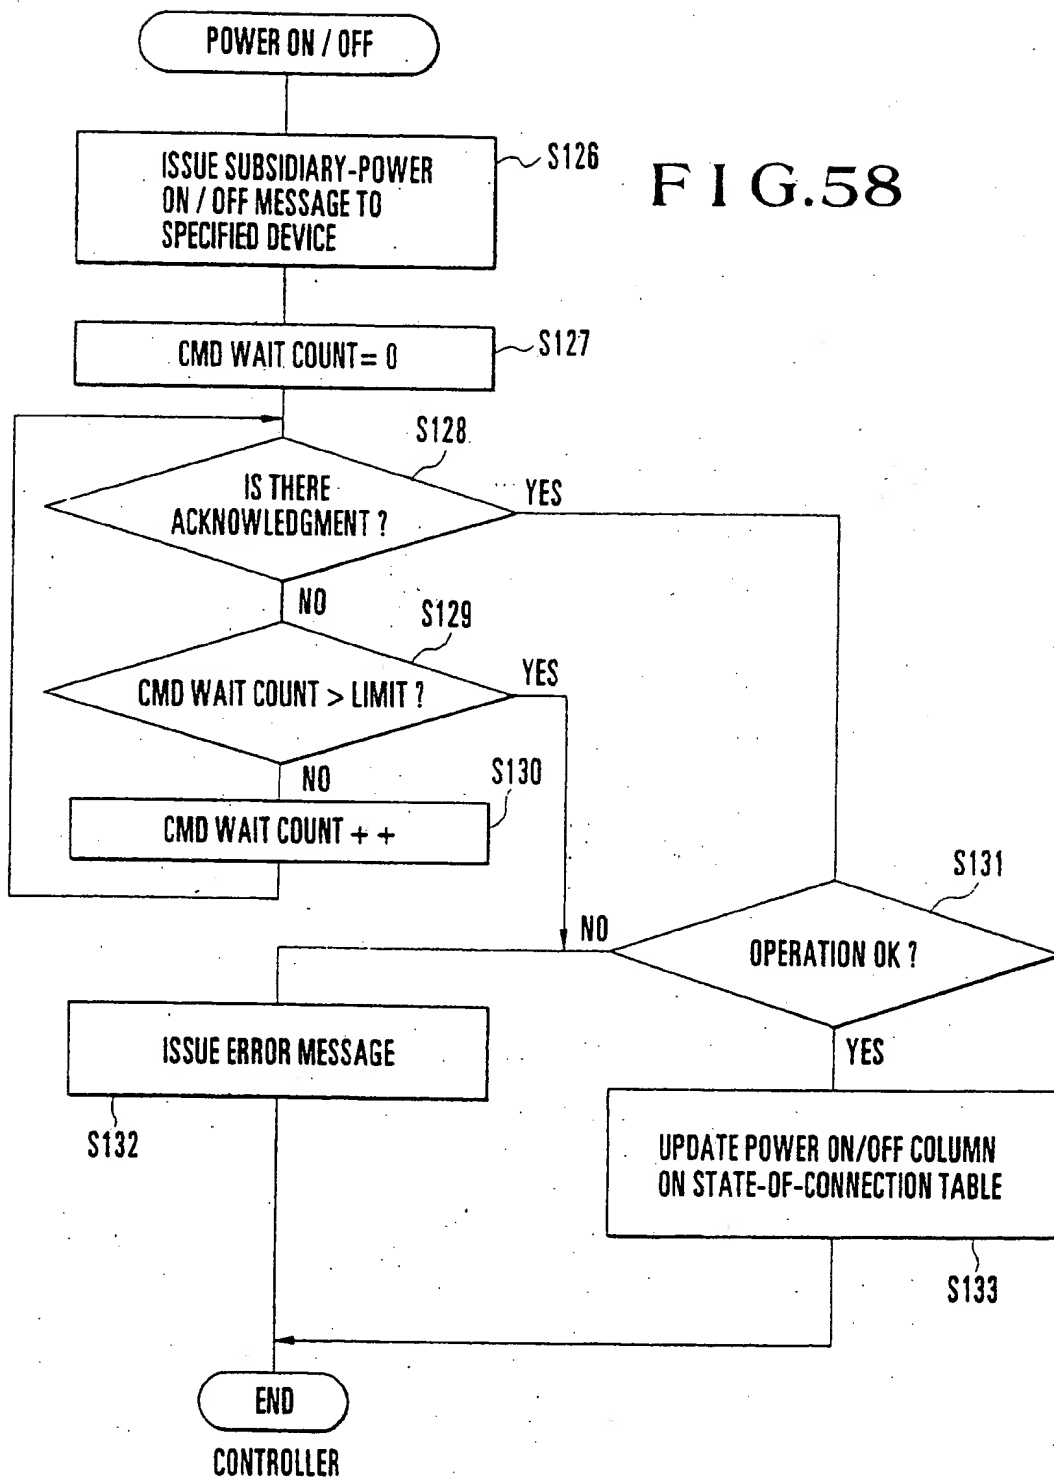 POWER ON / OFF
ISSUE SUBSIDIARY-POWER
ON / OFF MESSAGE TO
SPECIFIED DEVICE
S126
FIG.58
CMD WAIT COUNT = 0
S127
S128
IS THERE
ACKNOWLEDGMENT ?
YES
NO
S129
CMD WAIT COUNT > LIMIT ?
YES
NO
S130
CMD WAIT COUNT + +
S131
NO
OPERATION OK ?
YES
ISSUE ERROR MESSAGE
S132
UPDATE POWER ON/OFF COLUMN
ON STATE-OF-CONNECTION TABLE
S133
END
CONTROLLER